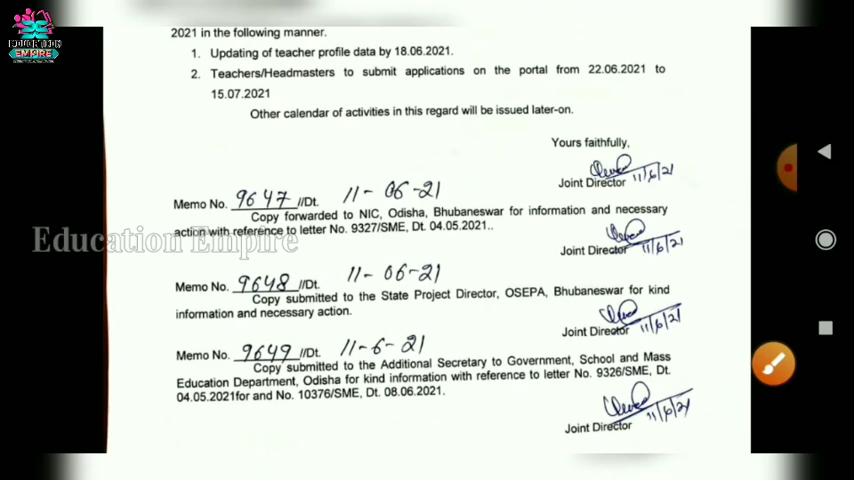 EDUCATION
EMPIRE
2021 in the following manner.
1. Updating of teacher profile data by 18.06.2021.
2. Teachers/Headmasters to submit applications on the portal from 22.06.2021 to
15.07.2021
Other calendar of activities in this regard will be issued later-on.
Yours faithfully,
11/6/21
Joint Director
Memo No. 9647 //Dt. 11-06-21
Copy forwarded to NIC, Odisha, Bhubaneswar for information and necessary
action with reference to letter No. 9327/SME, Dt. 04.05.2021..
Education Empire
11/6/21
Joint Director
Memo No. 9648 //Dt. 11-06-21
Copy submitted to the State Project Director, OSEPA, Bhubaneswar for kind
information and necessary action.
11/6/21
Joint Director
Memo No. 9649 //Dt. 11-6-21
Copy submitted to the Additional Secretary to Government, School and Mass
Education Department, Odisha for kind information with reference to letter No. 9326/SME, Dt.
04.05.2021for and No. 10376/SME, Dt. 08.06.2021.
11/6/21
Joint Director